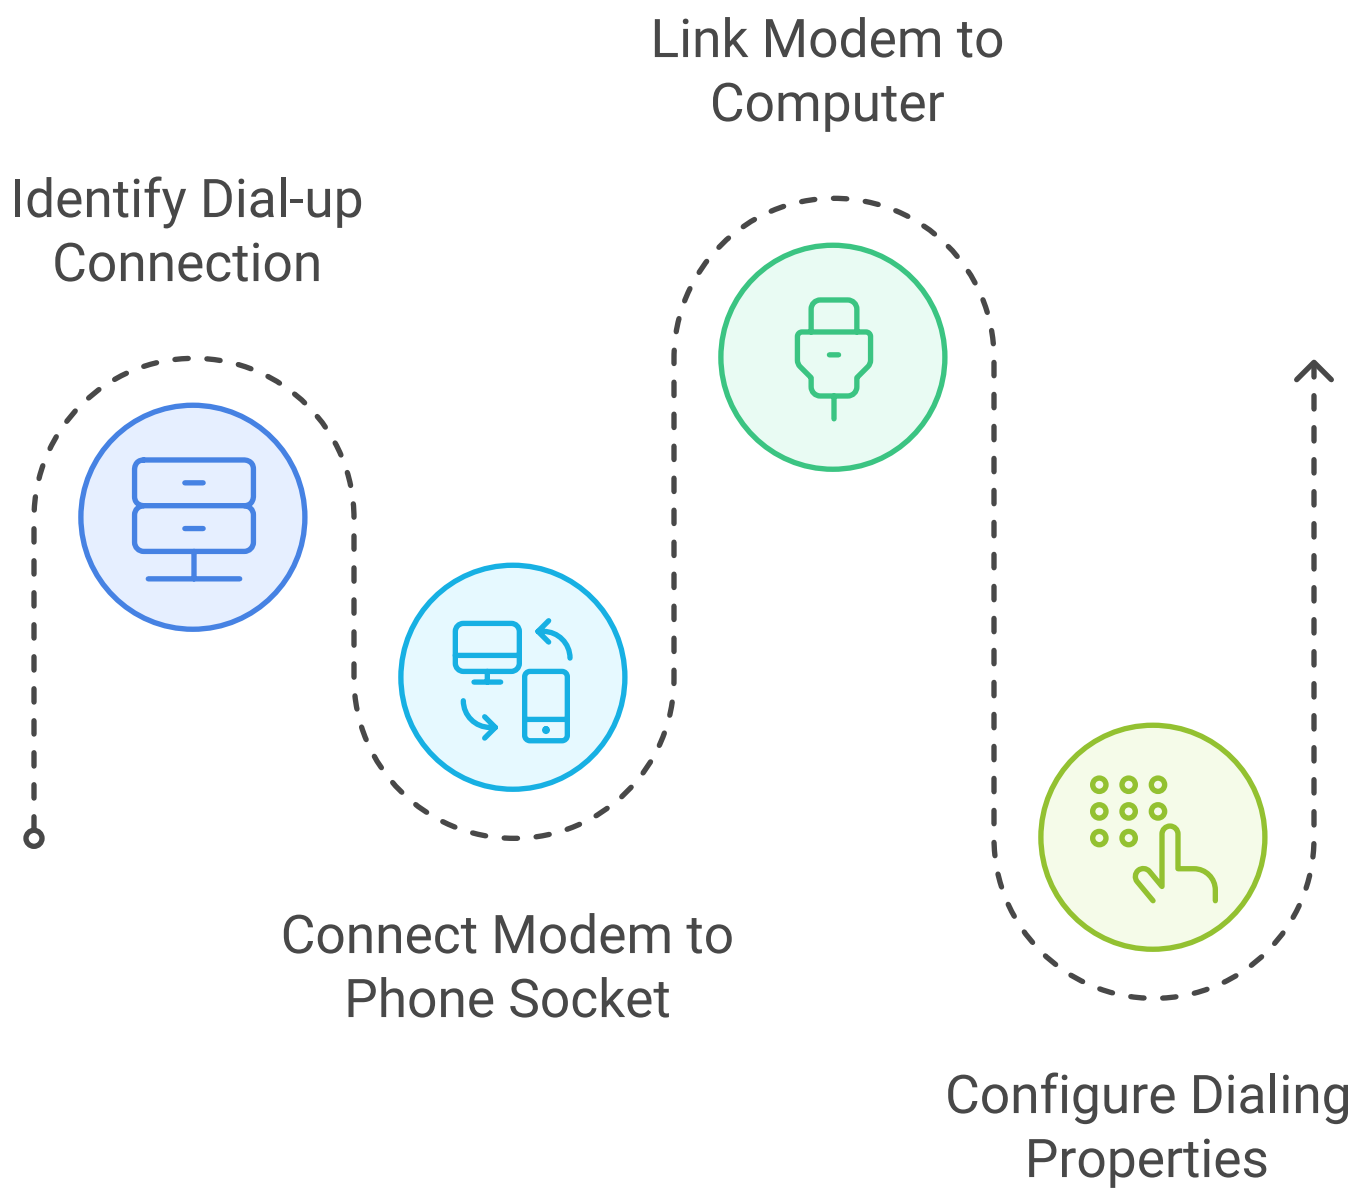 Link Modem to
Computer
Identify Dial-up
Connection
Connect Modem to
Phone Socket
Configure Dialing
Properties